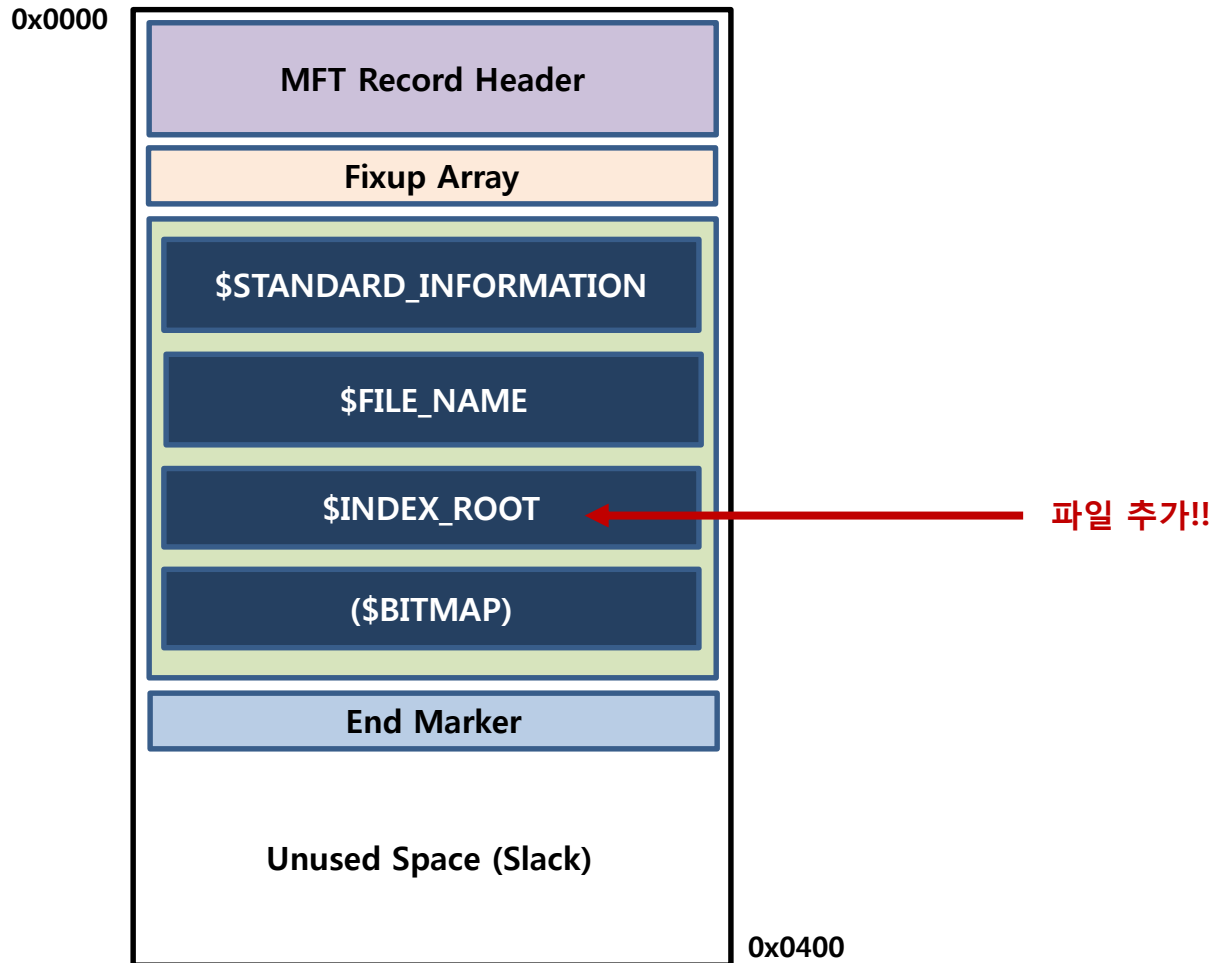 0x0000
MFT Record Header
Fixup Array
$STANDARD_INFORMATION
$FILE_NAME
$INDEX_ROOT
파일 추가!!
($BITMAP)
End Marker
Unused Space (Slack)
0x0400